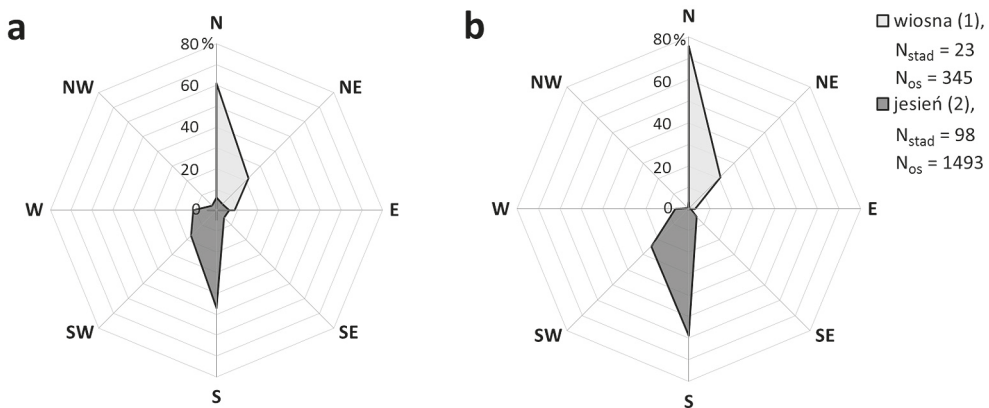 a
N
80%
NW
60
NE
40
20
W
0
E
SW
SE
S
b
N
80%
NW
60
NE
40
20
W
0
E
SW
SE
S
wiosna (1),
Nstad = 23
Nos = 345
jesień (2),
Nstad = 98
Nos = 1493